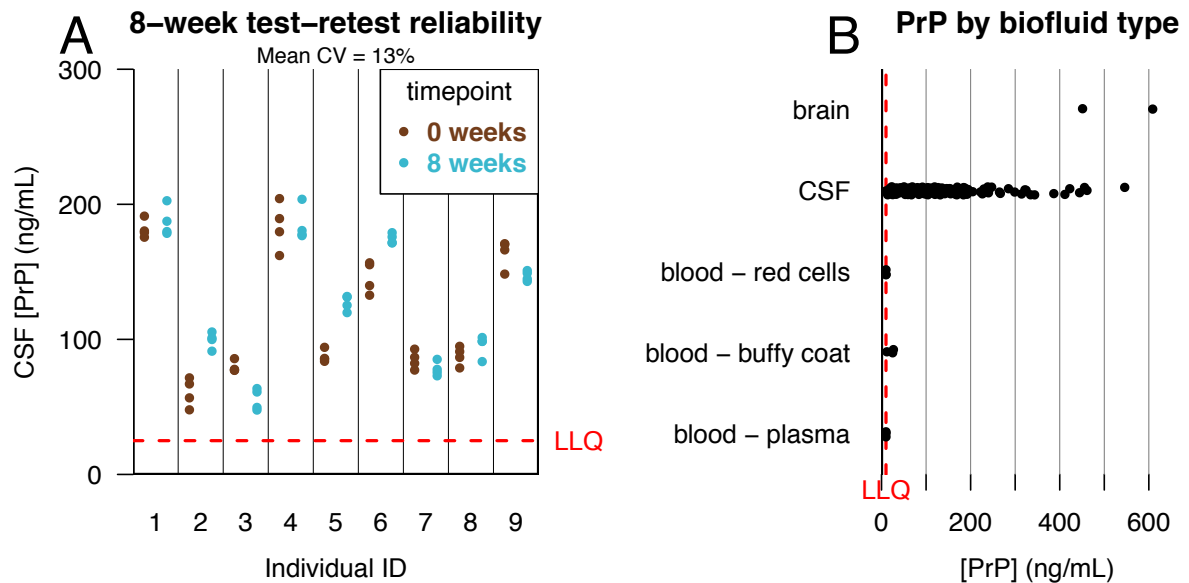 A
8−week test−retest reliability
Mean CV = 13%
CSF [PrP] (ng/mL)
300
200
100
0
timepoint
0 weeks
8 weeks
LLQ
1 2 3 4 5 6 7 8 9
Individual ID
B
PrP by biofluid type
brain
CSF
blood − red cells
blood − buffy coat
blood − plasma
LLQ
0 200 400 600
[PrP] (ng/mL)